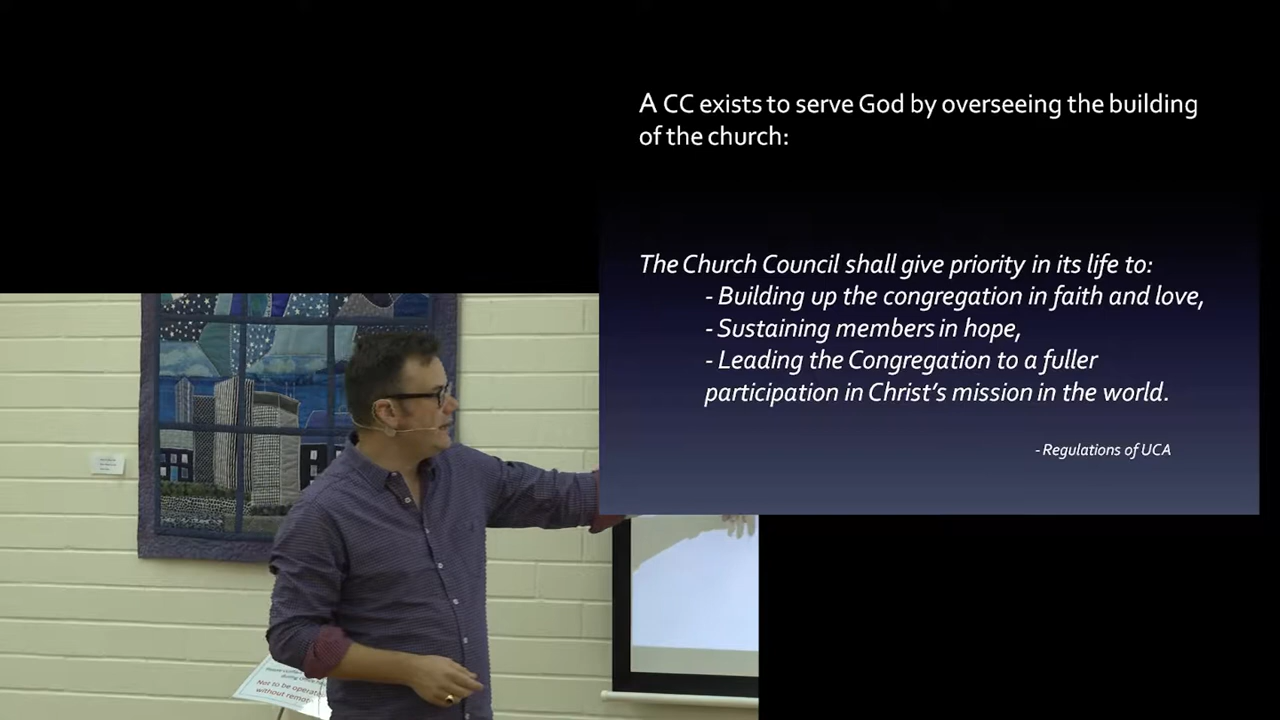 A CC exists to serve God by overseeing the building
of the church:
The Church Council shall give priority in its life to:
- Building up the congregation in faith and love,
- Sustaining members in hope,
- Leading the Congregation to a fuller
participation in Christ's mission in the world.
- Regulations of UCA
Not to be
without